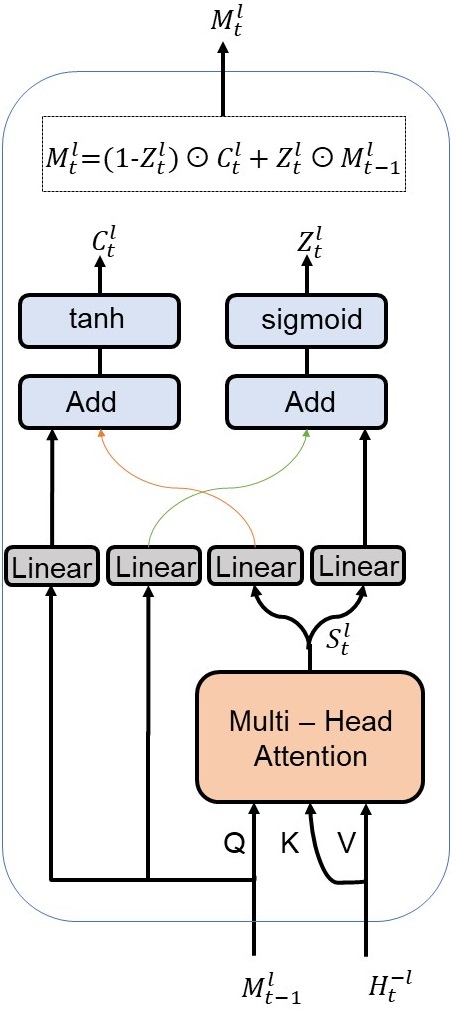 $M_t^l$
$M_t^l$=(1-$Z_t^l$) ⊙ $C_t^l$ + $Z_t^l$ ⊙ $M_{t-1}^l$
$C_t^l$ $Z_t^l$
tanh sigmoid
Add Add
Linear Linear Linear Linear
$S_t^l$
Multi – Head
Attention
Q K V
$M_{t-1}^l$ $H_t^{-l}$